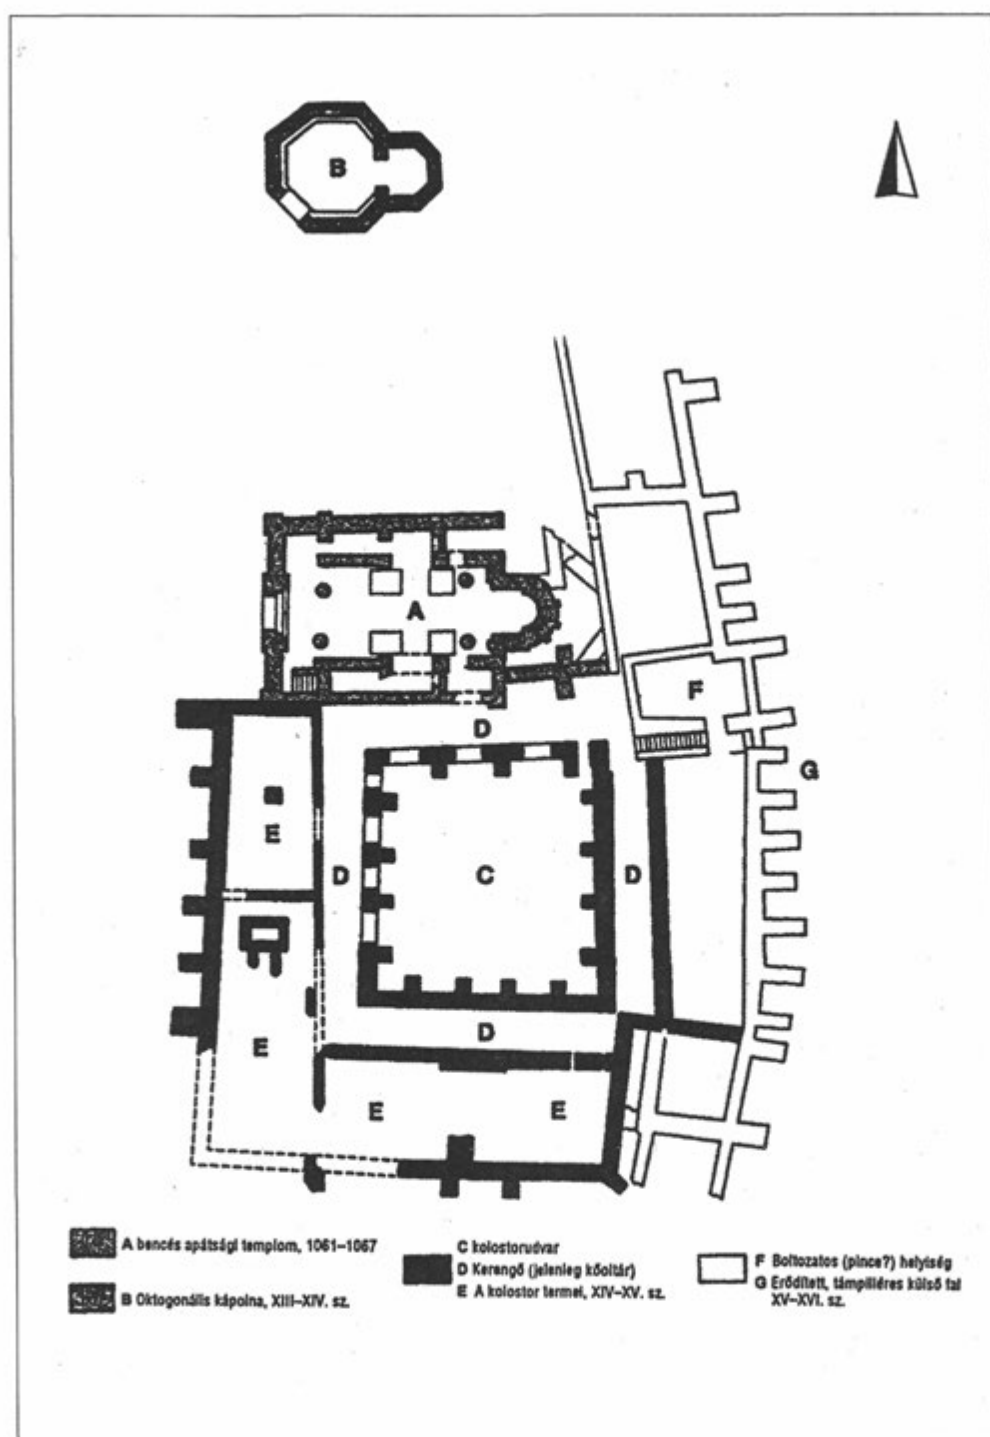 B
A
F
D
G
E
D
C
D
D
E
E
E
A bencés apátsági templom, 1061–1067
B Oktogonális kápolna, XIII–XIV. sz.
C kolostorudvar
D Kerengő (jelenleg kőoltár)
E A kolostor termei, XIV–XV. sz.
F Boltozatos (pince?) helyiség
G Erődített, támpilléres külső fal
XV–XVI. sz.